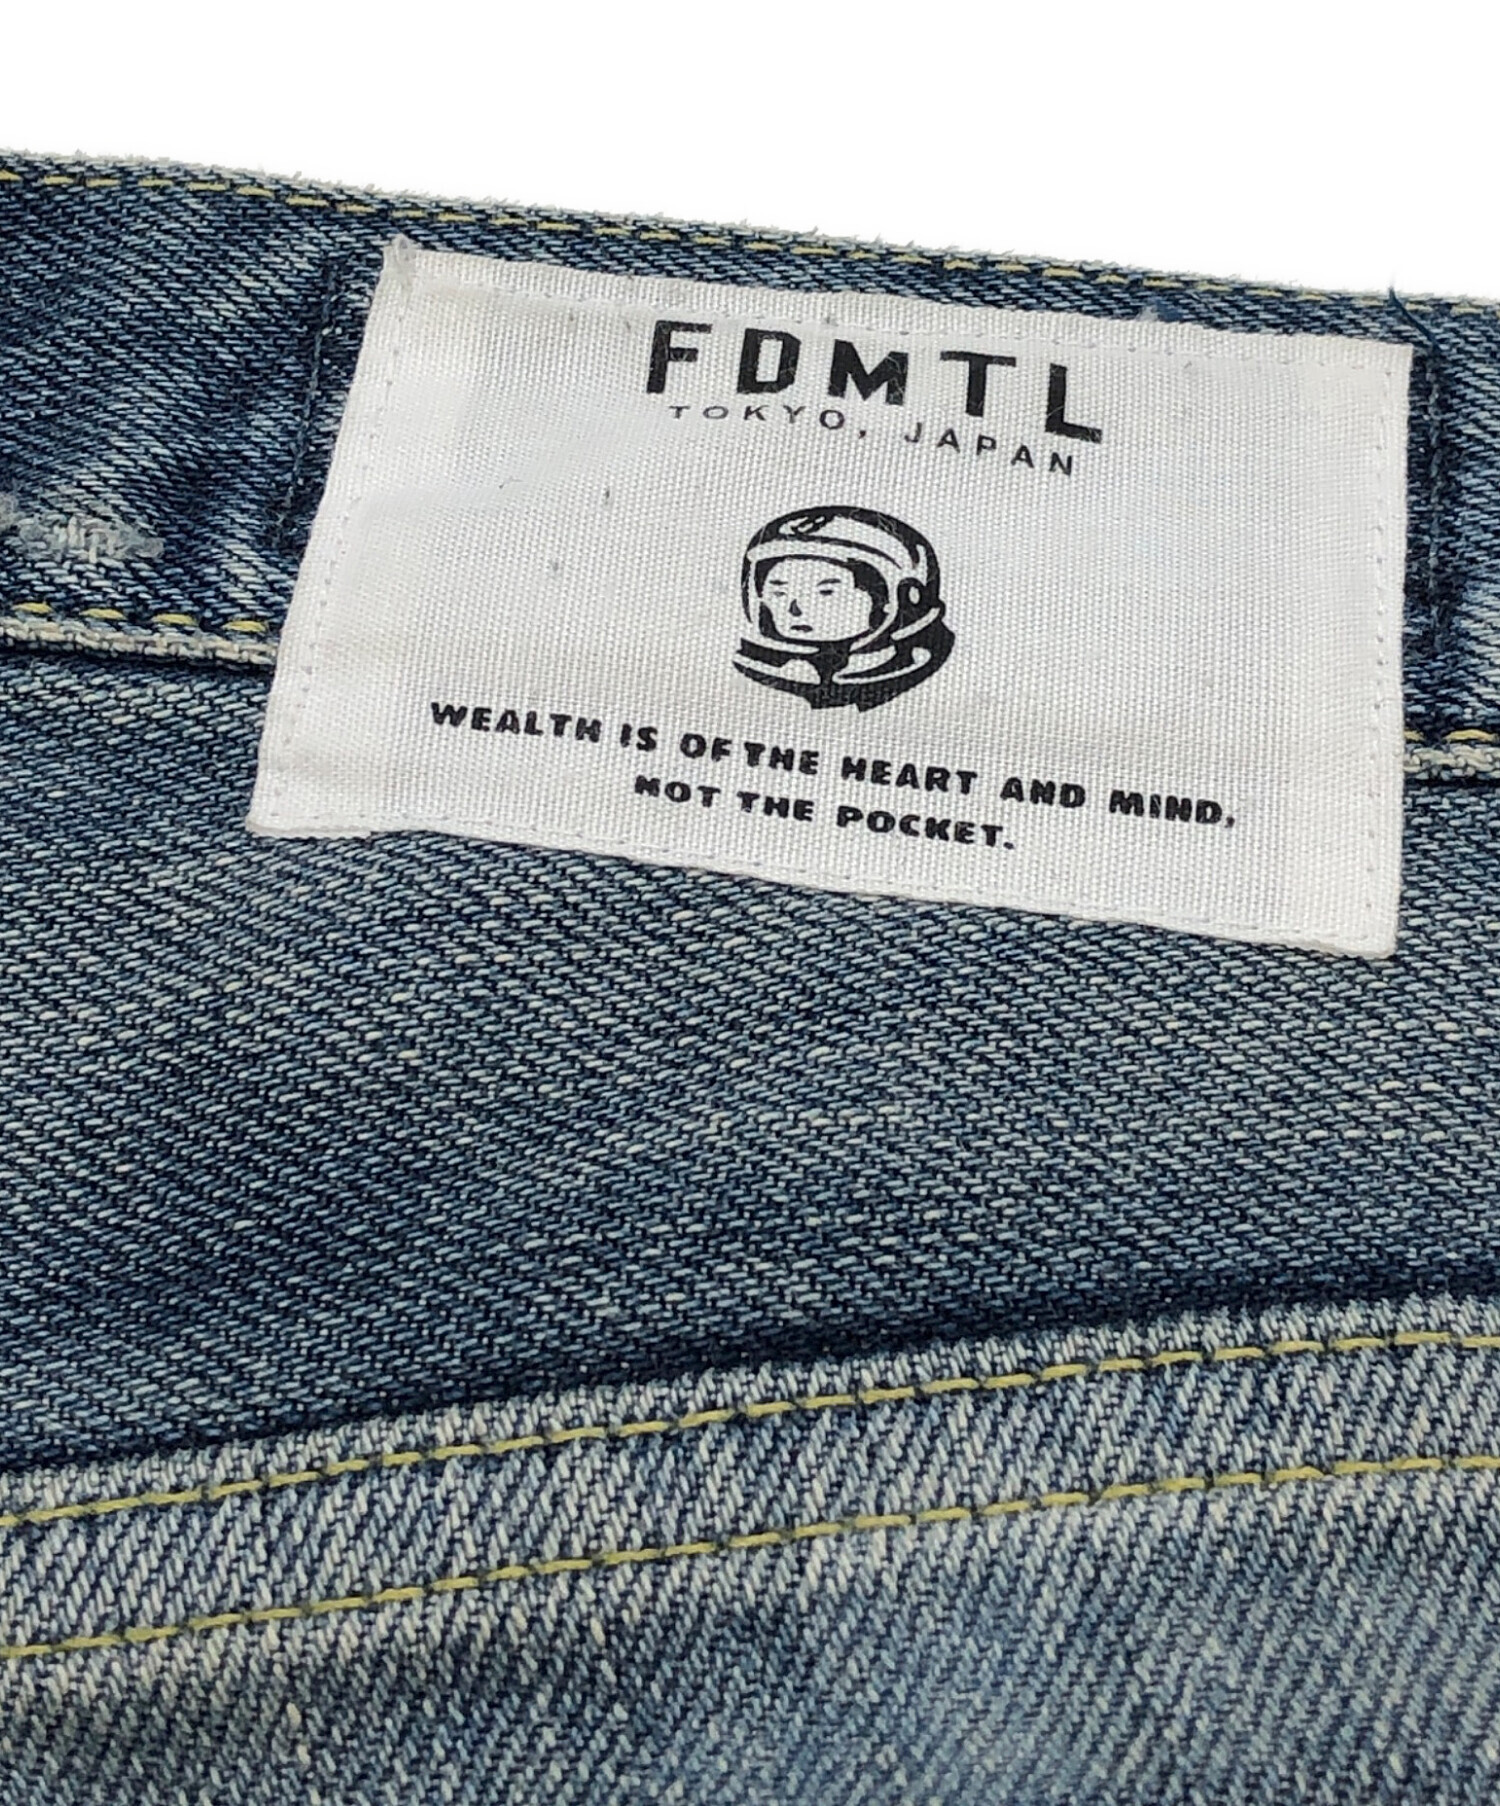 FDMTL
TOKYO, JAPAN
WEALTH IS OF THE HEART AND MIND,
NOT THE POCKET.